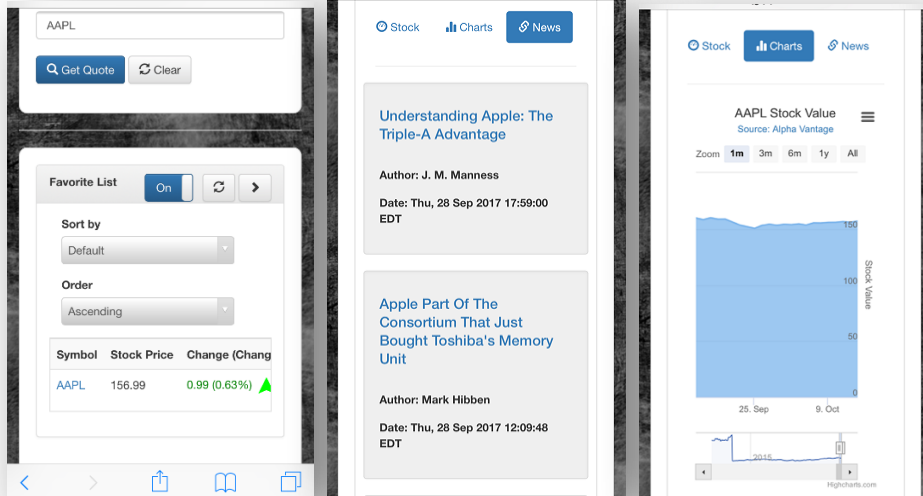 AAPL
Get Quote
Clear
Favorite List
On
Sort by
Default
Order
Ascending
Symbol Stock Price Change (Chang
AAPL 156.99 0.99 (0.63%)
Stock Charts News
Understanding Apple: The
Triple-A Advantage
Author: J. M. Manness
Date: Thu, 28 Sep 2017 17:59:00
EDT
Apple Part Of The
Consortium That Just
Bought Toshiba's Memory
Unit
Author: Mark Hibben
Date: Thu, 28 Sep 2017 12:09:48
EDT
Stock Charts News
AAPL Stock Value
Source: Alpha Vantage
Zoom 1m 3m 6m 1y All
150
100
50
0
Stock Value
25. Sep 9. Oct
2015
Highcharts.com